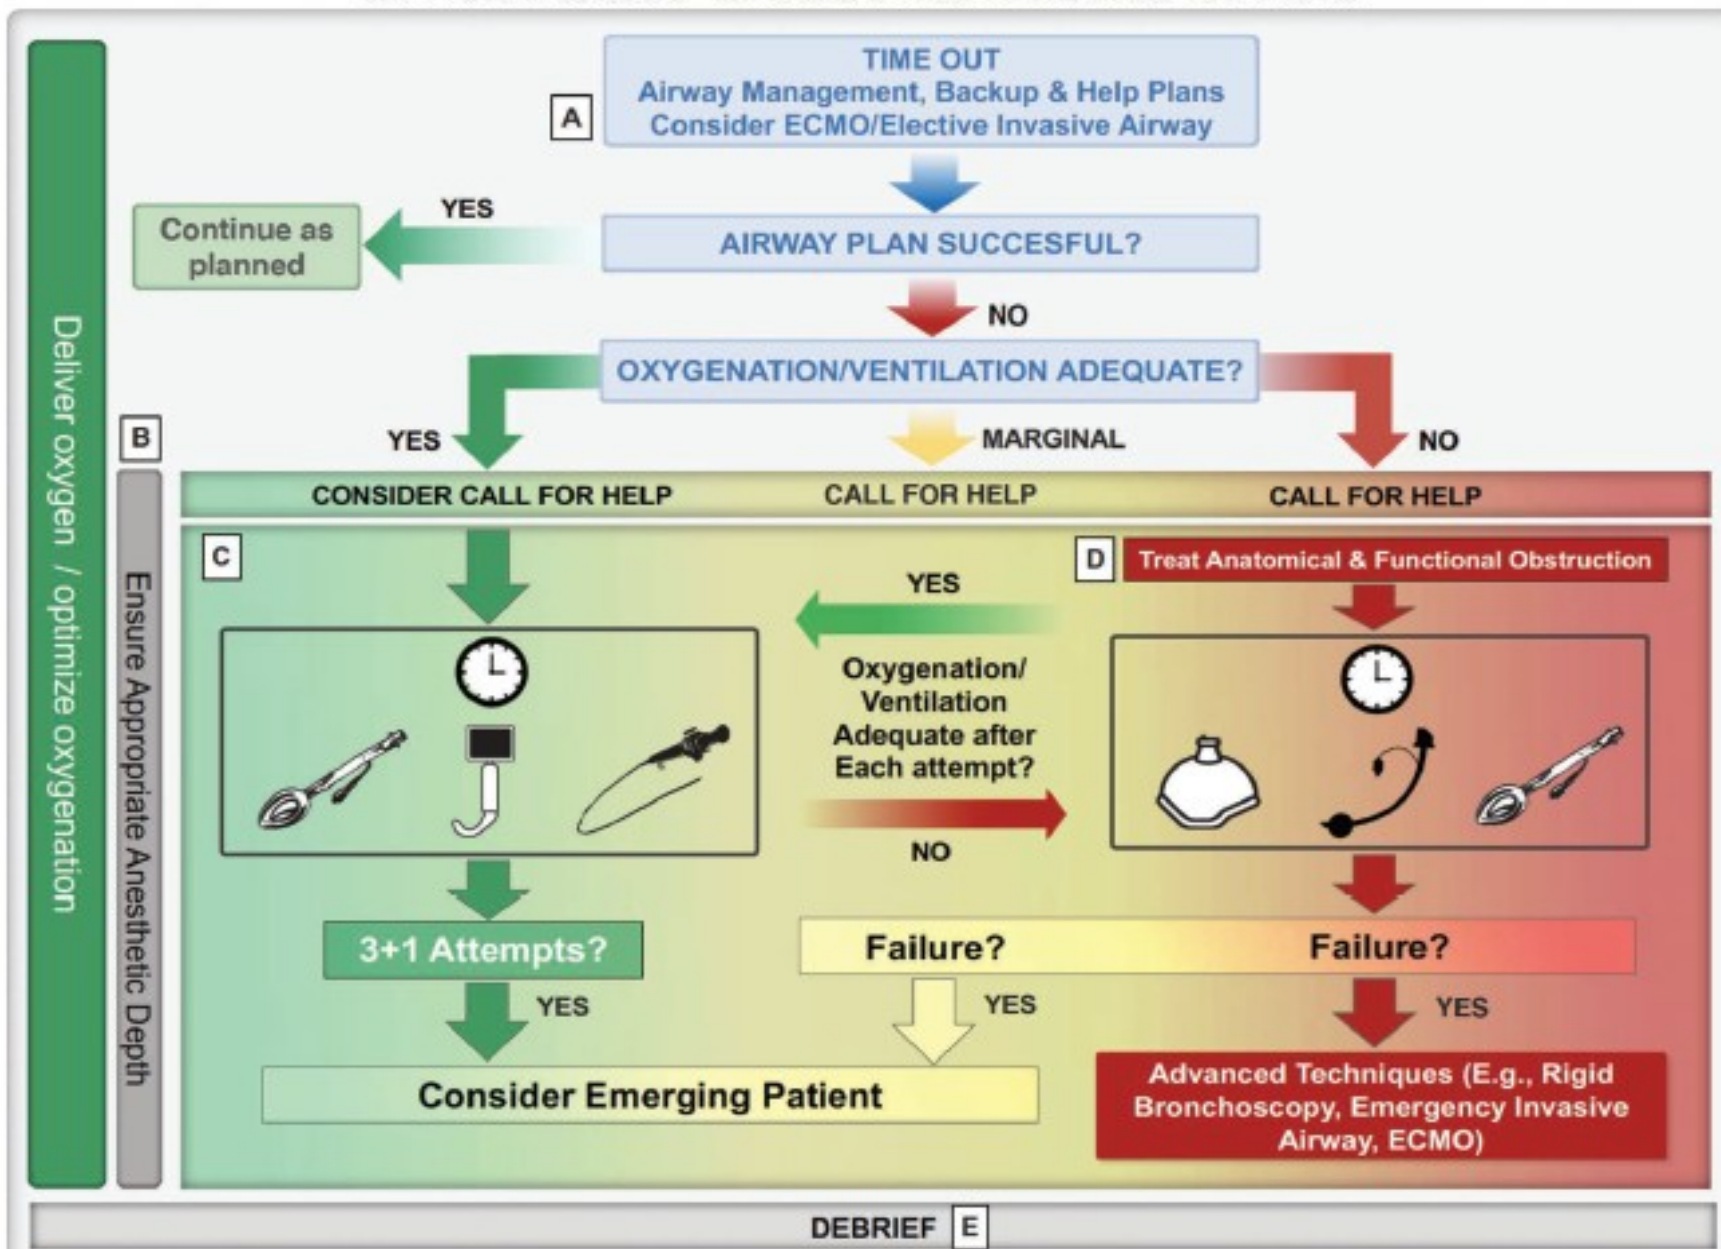 TIME OUT
Airway Management, Backup & Help Plans
Consider ECMO/Elective Invasive Airway
A
YES
Continue as
planned
AIRWAY PLAN SUCCESFUL?
NO
OXYGENATION/VENTILATION ADEQUATE?
B
YES
MARGINAL
NO
CONSIDER CALL FOR HELP
CALL FOR HELP
CALL FOR HELP
Deliver oxygen / optimize oxygenation
Ensure Appropriate Anesthetic Depth
C
D
Treat Anatomical & Functional Obstruction
YES
Oxygenation/
Ventilation
Adequate after
Each attempt?
NO
3+1 Attempts?
Failure?
Failure?
YES
YES
YES
Consider Emerging Patient
Advanced Techniques (E.g., Rigid
Bronchoscopy, Emergency Invasive
Airway, ECMO)
DEBRIEF E